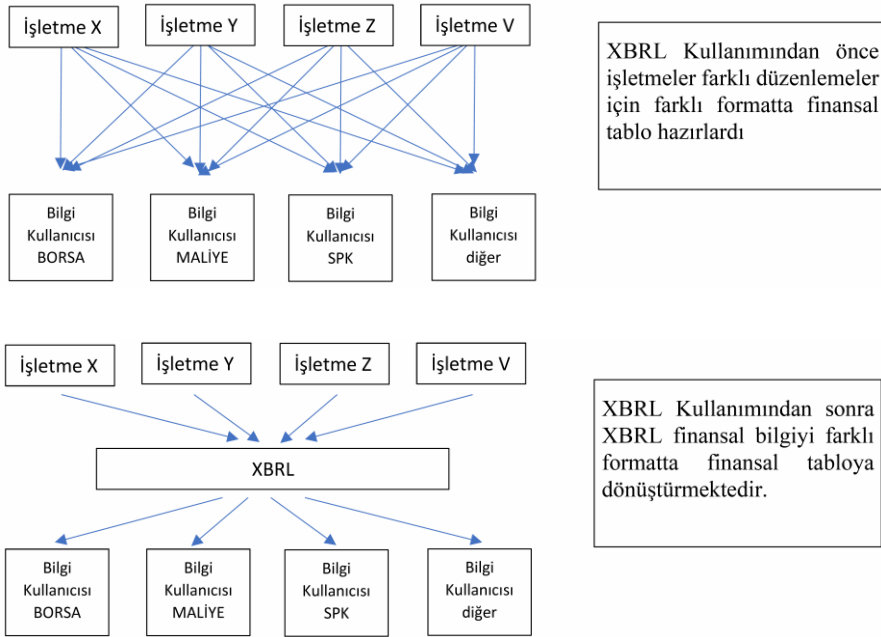 İşletme X
İşletme Y
İşletme Z
İşletme V
XBRL Kullanımından önce
işletmeler farklı düzenlemeler
için farklı formatta finansal
tablo hazırlardı
Bilgi
Kullanıcısı
BORSA
Bilgi
Kullanıcısı
MALİYE
Bilgi
Kullanıcısı
SPK
Bilgi
Kullanıcısı
diğer
İşletme X
İşletme Y
İşletme Z
İşletme V
XBRL Kullanımından sonra
XBRL finansal bilgiyi farklı
formatta finansal tabloya
dönüştürmektedir.
XBRL
Bilgi
Kullanıcısı
BORSA
Bilgi
Kullanıcısı
MALİYE
Bilgi
Kullanıcısı
SPK
Bilgi
Kullanıcısı
diğer